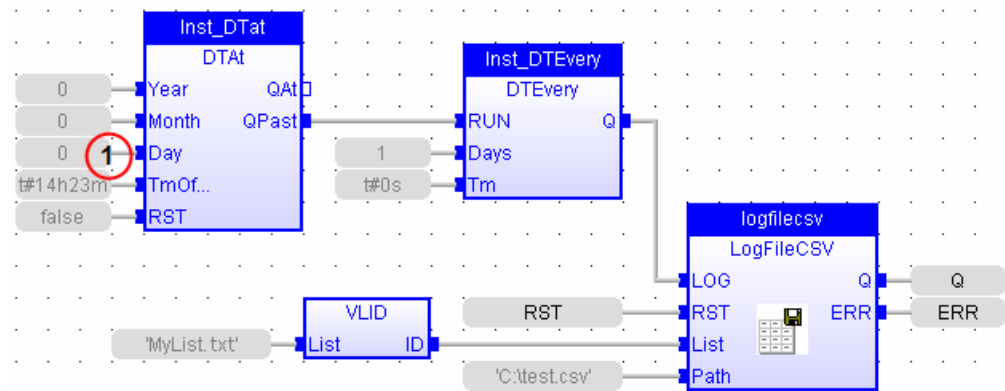 Inst_DTat
DTAt
0 Year QAt
0 Month QPast
0 1 Day
t#14h23m TmOf...
false RST
Inst_DTEvery
DTEvery
RUN Q
1 Days
t#0s Tm
logfilecsv
LogFileCSV
LOG Q Q
RST RST ERR ERR
VLID
'MyList.txt' List ID
List
'C:\test.csv' Path